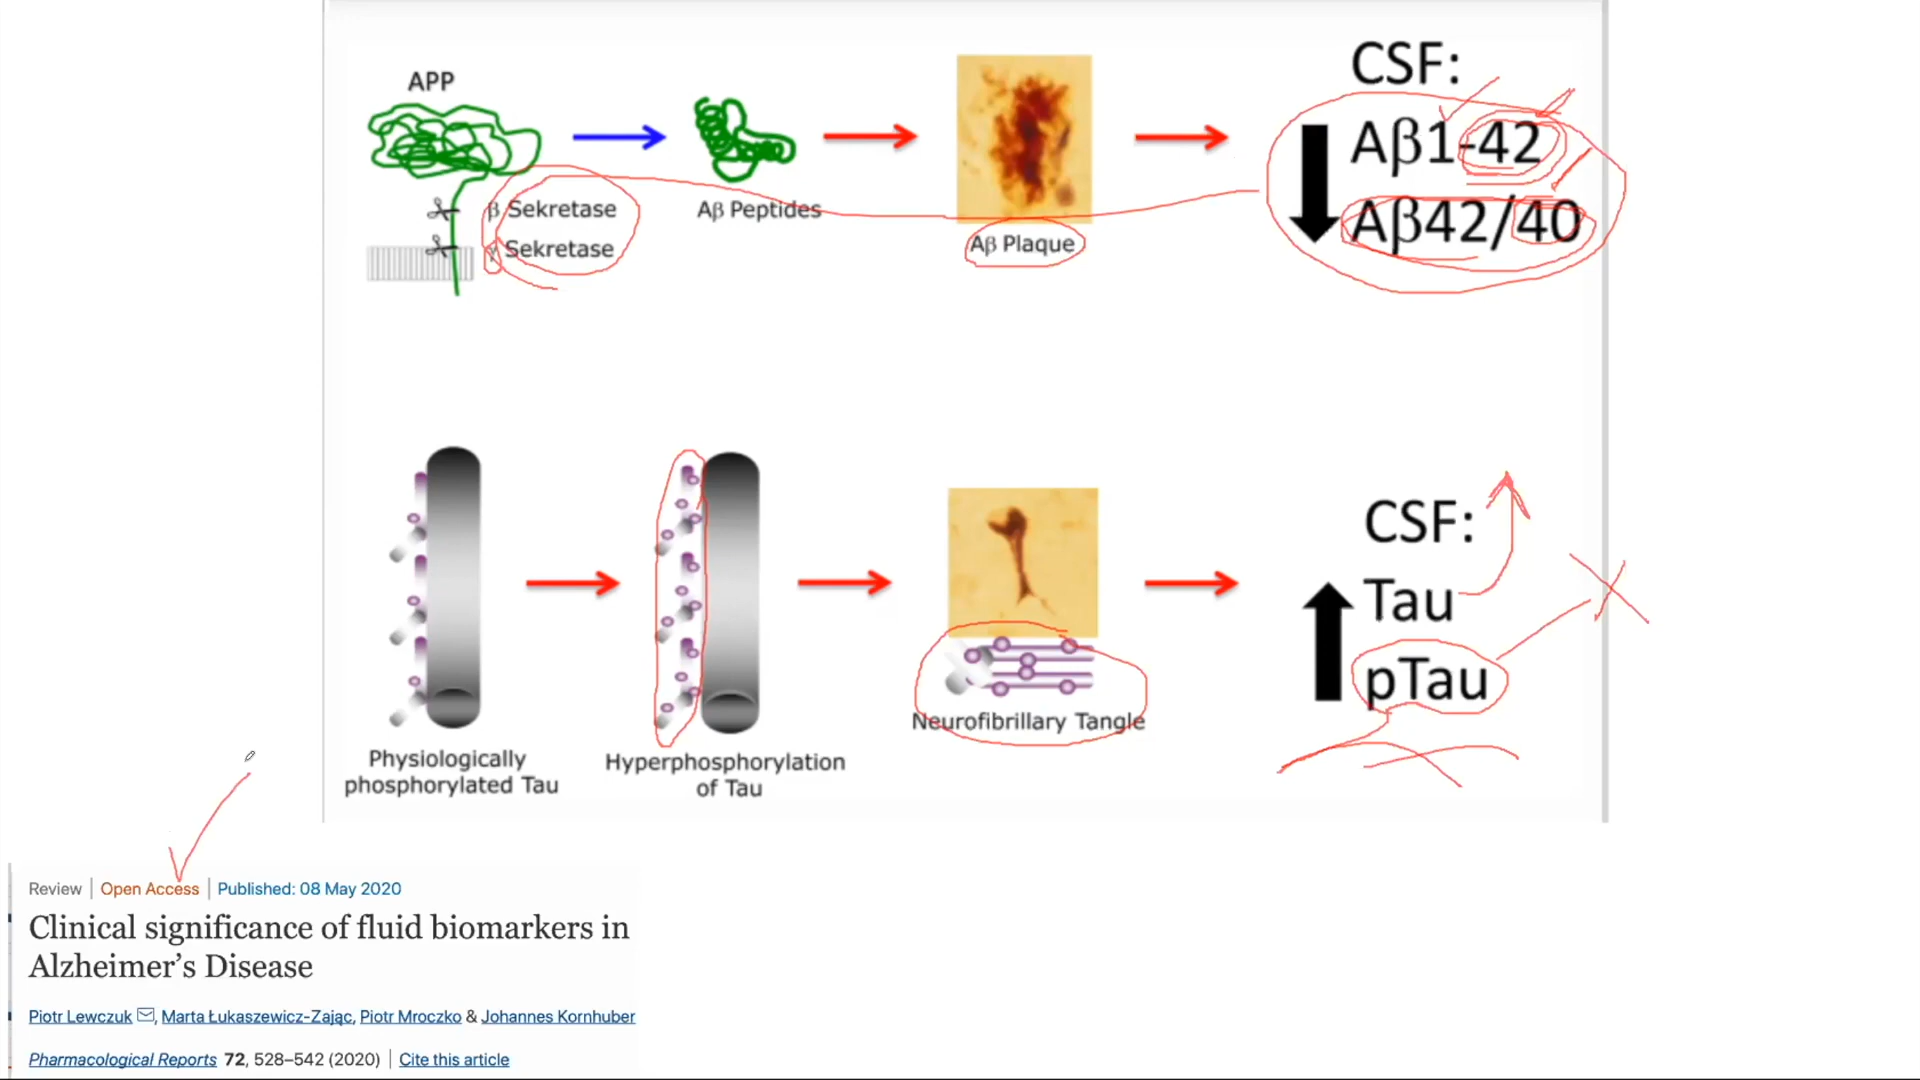 APP
β Sekretase
γ Sekretase
Aβ Peptides
Aβ Plaque
CSF:
Aβ1-42
Aβ42/40
Physiologically
phosphorylated Tau
Hyperphosphorylation
of Tau
Neurofibrillary Tangle
CSF:
Tau
pTau
Review | Open Access | Published: 08 May 2020
Clinical significance of fluid biomarkers in
Alzheimer’s Disease
Piotr Lewczuk, Marta Łukaszewicz-Zając, Piotr Mroczko & Johannes Kornhuber
Pharmacological Reports 72, 528–542 (2020) | Cite this article